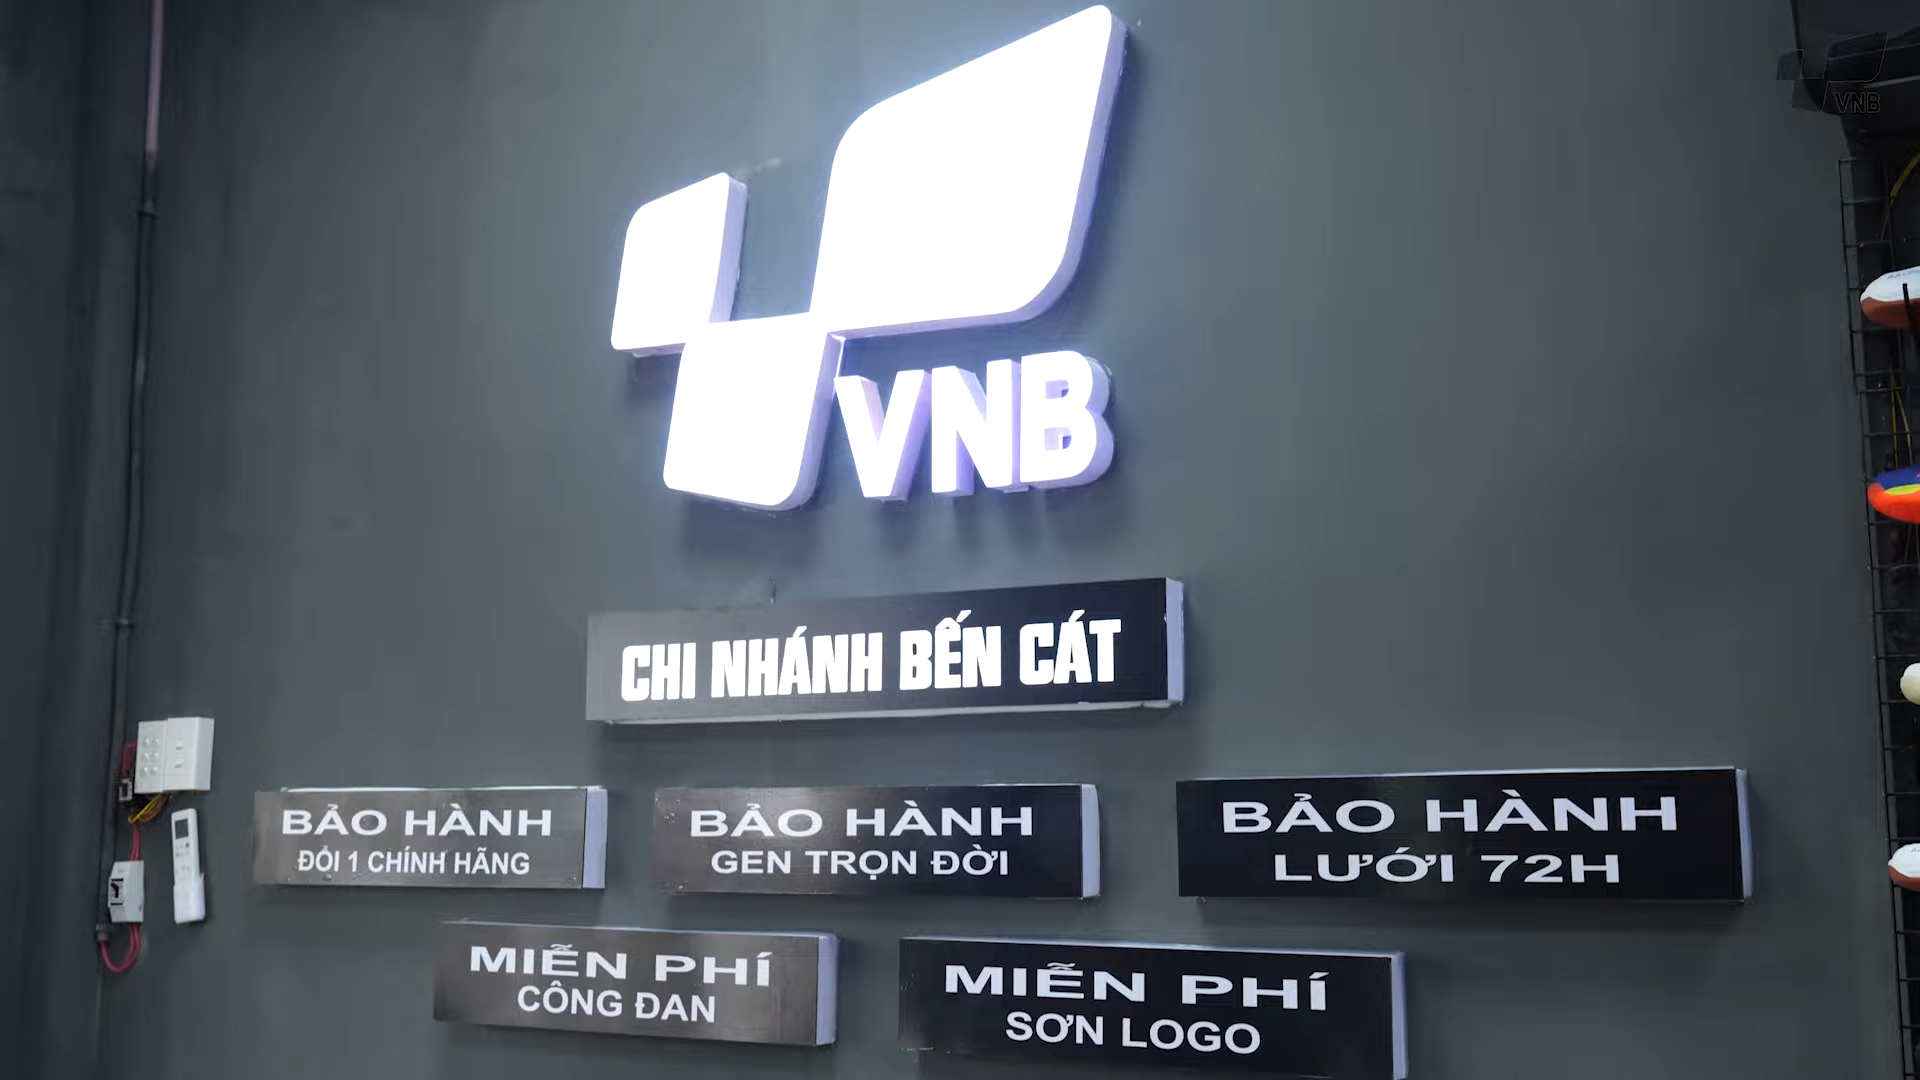 VNB
VNB
CHI NHÁNH BẾN CÁT
BẢO HÀNH
ĐỔI 1 CHÍNH HÃNG
BẢO HÀNH
GEN TRỌN ĐỜI
BẢO HÀNH
LƯỚI 72H
MIỄN PHÍ
CÔNG ĐAN
MIỄN PHÍ
SƠN LOGO